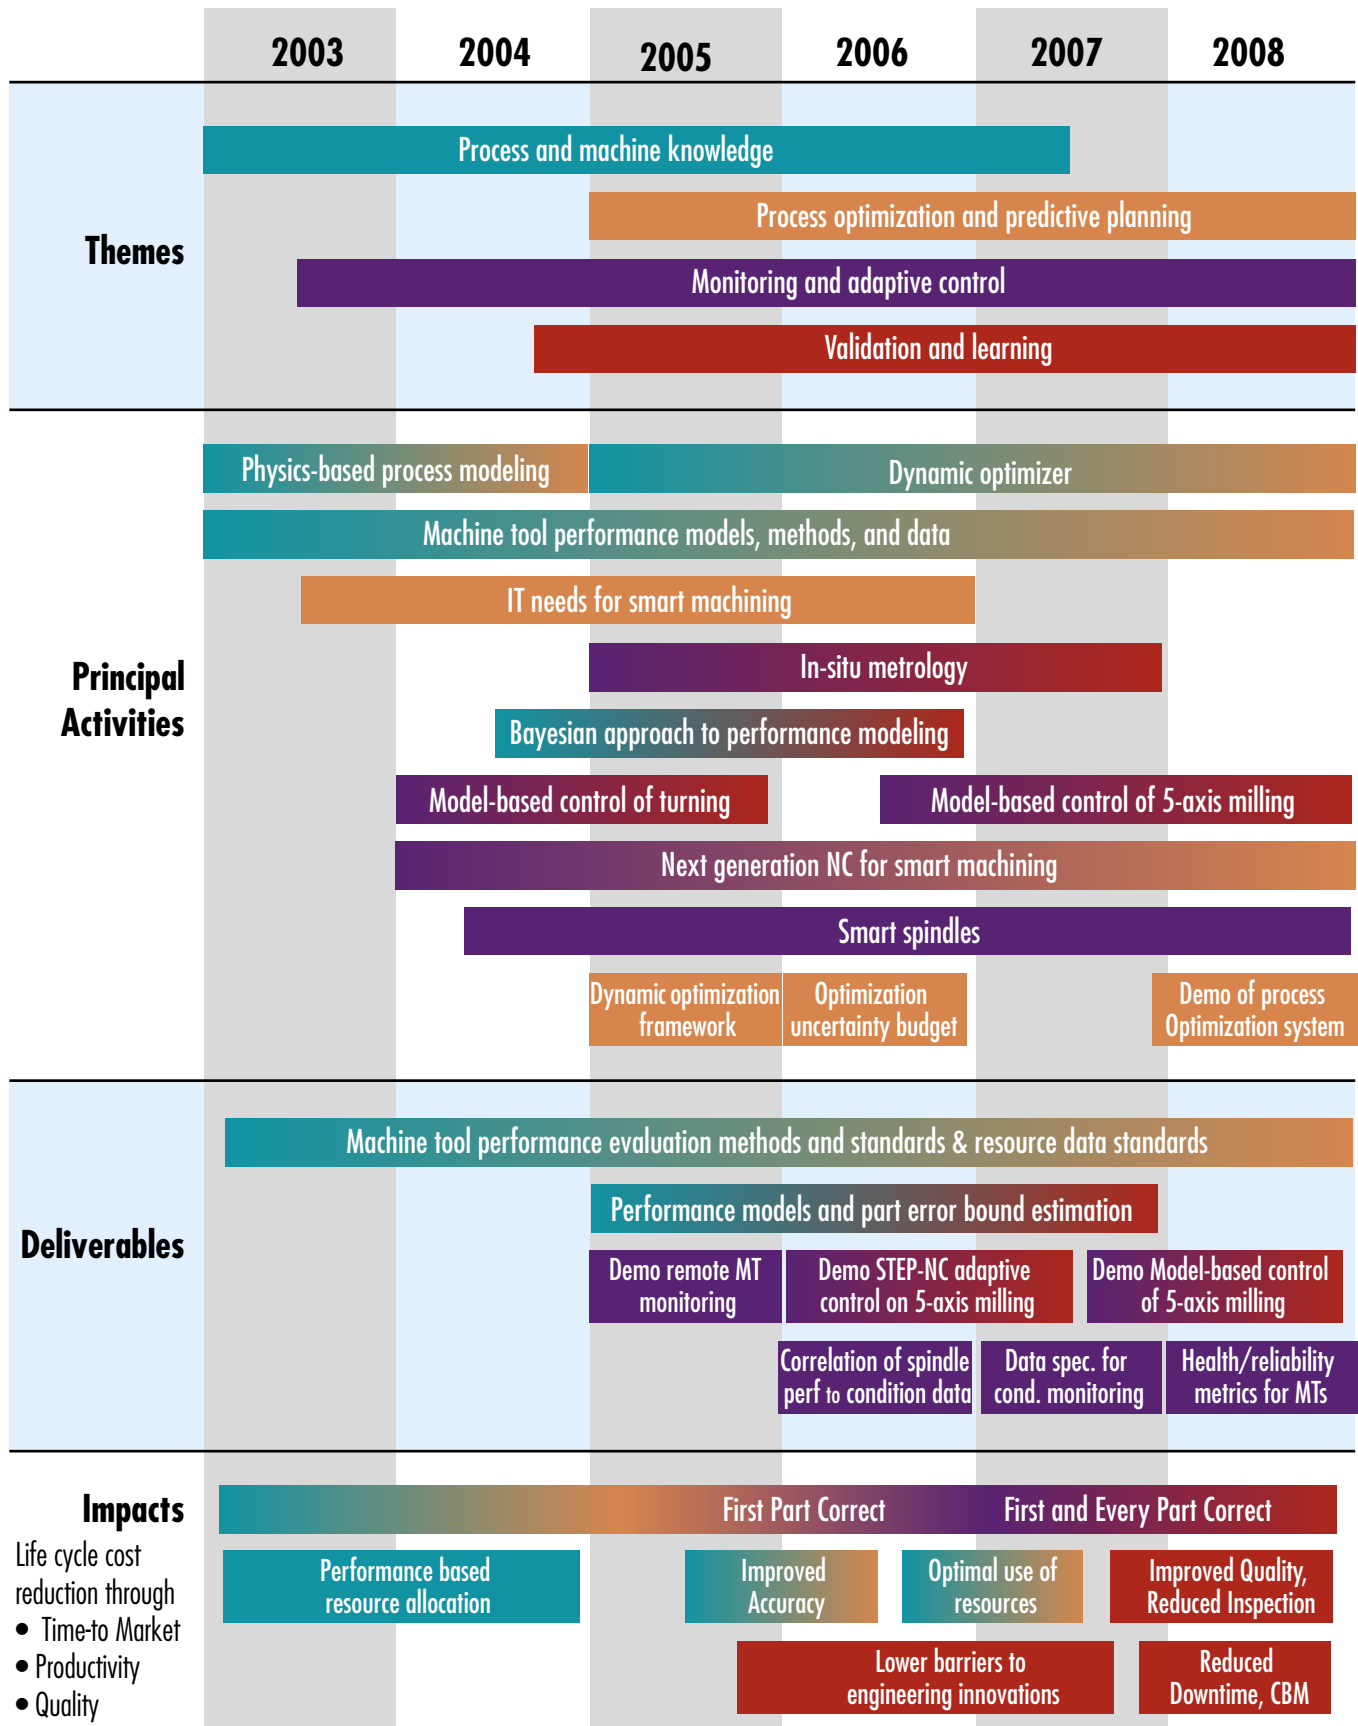 2003 2004 2005 2006 2007 2008
Themes
Process and machine knowledge
Process optimization and predictive planning
Monitoring and adaptive control
Validation and learning
Principal
Activities
Physics-based process modeling
Dynamic optimizer
Machine tool performance models, methods, and data
IT needs for smart machining
In-situ metrology
Bayesian approach to performance modeling
Model-based control of turning
Model-based control of 5-axis milling
Next generation NC for smart machining
Smart spindles
Dynamic optimization
framework
Optimization
uncertainty budget
Demo of process
Optimization system
Deliverables
Machine tool performance evaluation methods and standards & resource data standards
Performance models and part error bound estimation
Demo remote MT
monitoring
Demo STEP-NC adaptive
control on 5-axis milling
Demo Model-based control
of 5-axis milling
Correlation of spindle
perf to condition data
Data spec. for
cond. monitoring
Health/reliability
metrics for MTs
Impacts
Life cycle cost
reduction through
• Time-to Market
• Productivity
• Quality
First Part Correct
First and Every Part Correct
Performance based
resource allocation
Improved
Accuracy
Optimal use of
resources
Improved Quality,
Reduced Inspection
Lower barriers to
engineering innovations
Reduced
Downtime, CBM